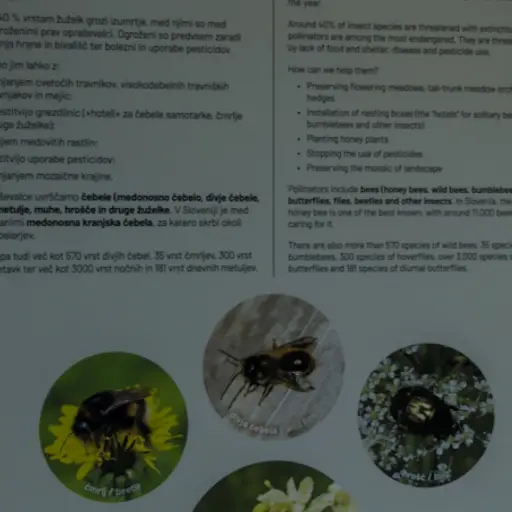 40 % vrstam žuželk grozi izumrtje, med njimi so med
ogroženimi prav opraševalci. Ogroženi so predvsem zaradi
hrane in bivališč ter bolezni in uporabe pesticidov.
jim lahko z:
cvetočih travnikov, visokodebelnih travniških
in mejic;
gnezdilnic (»hoteli« za čebele samotarke, čmrlje
druge žuželke);
medovitih rastlin;
uporabe pesticidov;
mozaične krajine.
uvrščamo čebele (medonosno čebelo, divje čebele,
metulje, muhe, hrošče in druge žuželke. V Sloveniji je med
medonosna kranjska čebela, za katero skrbi okoli
pa tudi več kot 570 vrst divjih čebel, 35 vrst čmrljev, 300 vrst
ter več kot 3000 vrst nočnih in 181 vrst dnevnih metuljev.
the year.
Around 40% of insect species are threatened with extinction
pollinators are among the most endangered. They are
by lack of food and shelter, disease and pesticide use.
How can we help them?
• Preserving flowering meadows, tall-trunk meadow
hedges
• Installation of nesting boxes (the "hotels" for solitary
bumblebees and other insects)
• Planting honey plants
• Stopping the use of pesticides
• Preserving the mosaic of landscape
Pollinators include bees (honey bees, wild bees, bumblebees
butterflies, flies, beetles and other insects. In Slovenia, the
honey bee is one of the best known, with around 11.000
caring for it.
There are also more than 570 species of wild bees, 35
bumblebees, 300 species of hoverflies, over 3.000 species
butterflies and 181 species of diurnal butterflies.
čebela /
čmrlj /
hrošč /